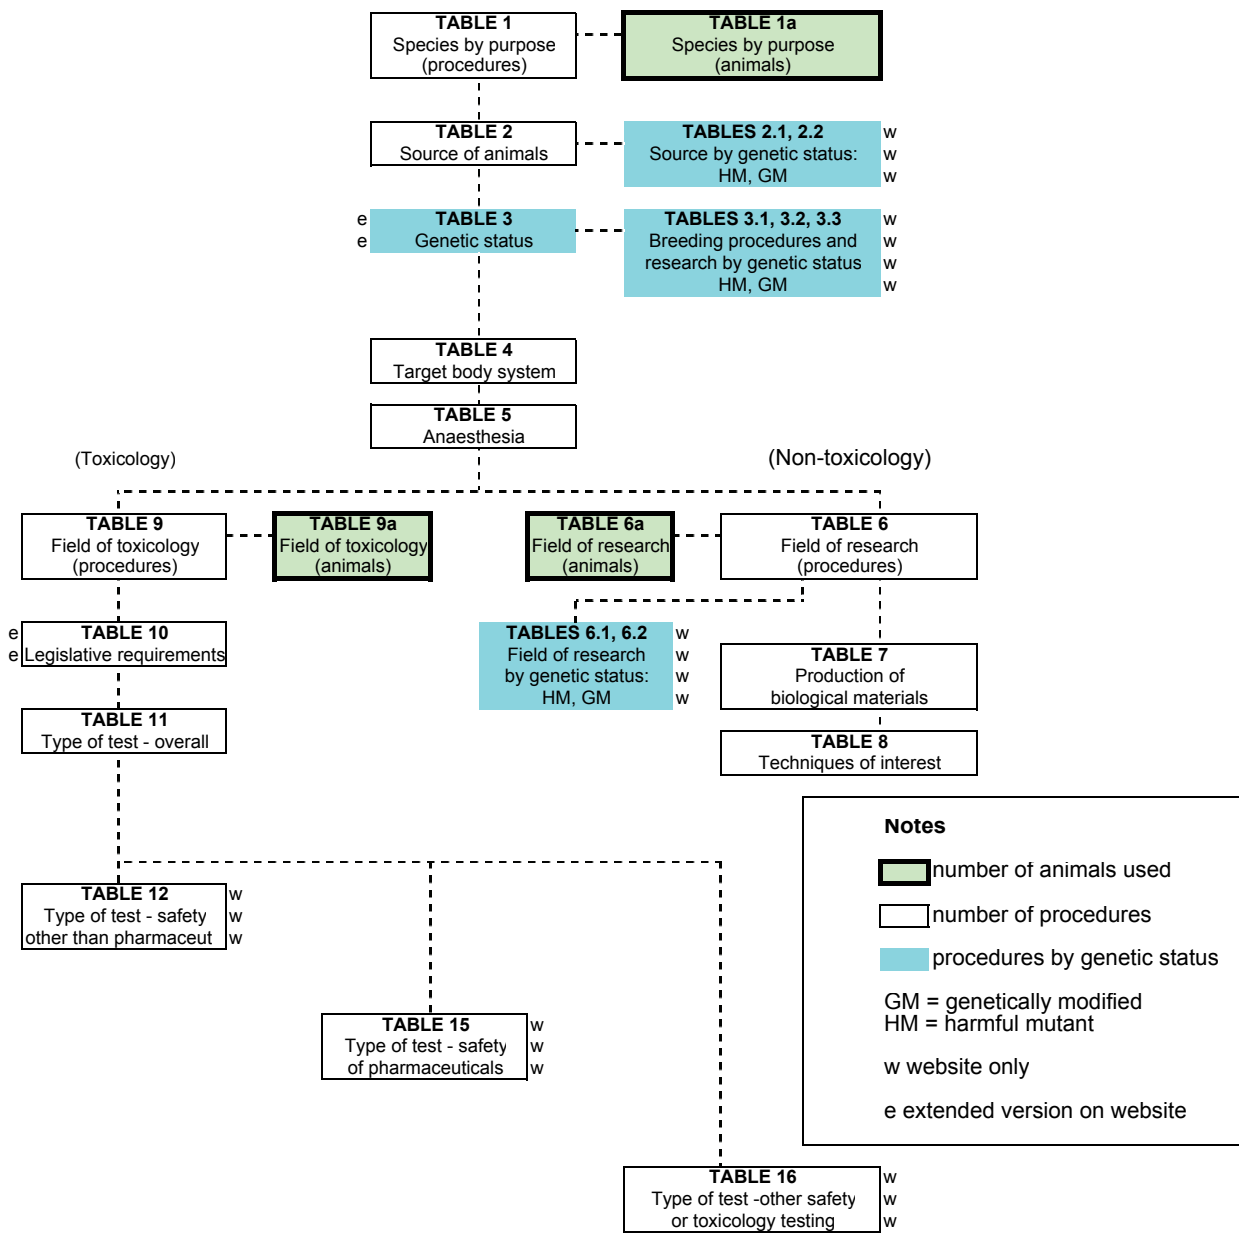 TABLE 1
Species by purpose
(procedures)
TABLE 1a
Species by purpose
(animals)
TABLE 2
Source of animals
TABLES 2.1, 2.2 w
Source by genetic status: w
HM, GM w
e TABLE 3
e Genetic status
TABLES 3.1, 3.2, 3.3 w
Breeding procedures and w
research by genetic status w
HM, GM w
TABLE 4
Target body system
TABLE 5
Anaesthesia
(Toxicology)
(Non-toxicology)
TABLE 9
Field of toxicology
(procedures)
TABLE 9a
Field of toxicology
(animals)
TABLE 6a
Field of research
(animals)
TABLE 6
Field of research
(procedures)
e TABLE 10
e Legislative requirements
TABLES 6.1, 6.2 w
Field of research w
by genetic status: w
HM, GM w
TABLE 7
Production of
biological materials
TABLE 11
Type of test - overall
TABLE 8
Techniques of interest
TABLE 12 w
Type of test - safety w
other than pharmaceut w
TABLE 15 w
Type of test - safety w
of pharmaceuticals w
TABLE 16 w
Type of test -other safety w
or toxicology testing w
Notes
number of animals used
number of procedures
procedures by genetic status
GM = genetically modified
HM = harmful mutant
w website only
e extended version on website